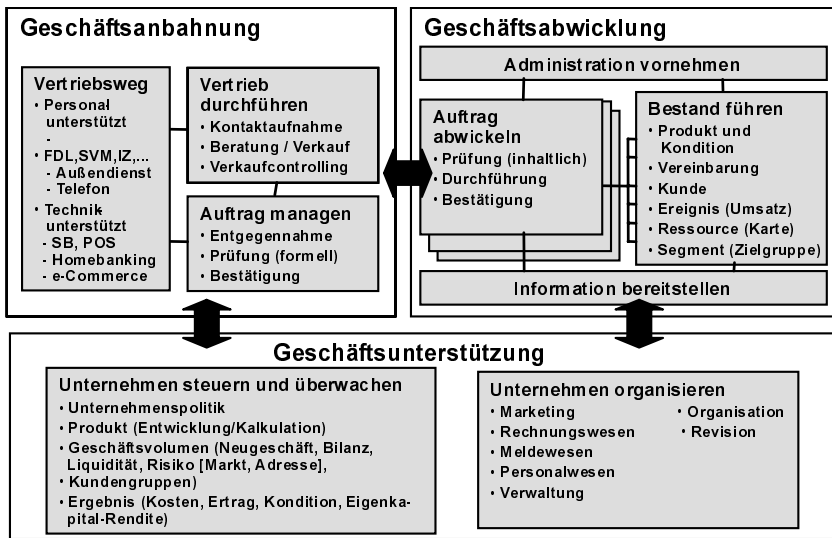 Geschäftsanbahnung
Vertriebsweg
• Personal
unterstützt
-
• FDL,SVM,IZ,...
- Außendienst
- Telefon
• Technik
unterstützt
- SB, POS
- Homebanking
- e-Commerce
Vertrieb
durchführen
• Kontaktaufnahme
• Beratung / Verkauf
• Verkaufcontrolling
Auftrag managen
• Entgegennahme
• Prüfung (formell)
• Bestätigung
Geschäftsabwicklung
Administration vornehmen
Auftrag
abwickeln
• Prüfung (inhaltlich)
• Durchführung
• Bestätigung
Bestand führen
• Produkt und
Kondition
• Vereinbarung
• Kunde
• Ereignis (Umsatz)
• Ressource (Karte)
• Segment (Zielgruppe)
Information bereitstellen
Geschäftsunterstützung
Unternehmen steuern und überwachen
• Unternehmenspolitik
• Produkt (Entwicklung/Kalkulation)
• Geschäftsvolumen (Neugeschäft, Bilanz,
Liquidität, Risiko [Markt, Adresse],
• Kundengruppen)
• Ergebnis (Kosten, Ertrag, Kondition, Eigenka-
pital-Rendite)
Unternehmen organisieren
• Marketing
• Rechnungswesen
• Meldewesen
• Personalwesen
• Verwaltung
• Organisation
• Revision